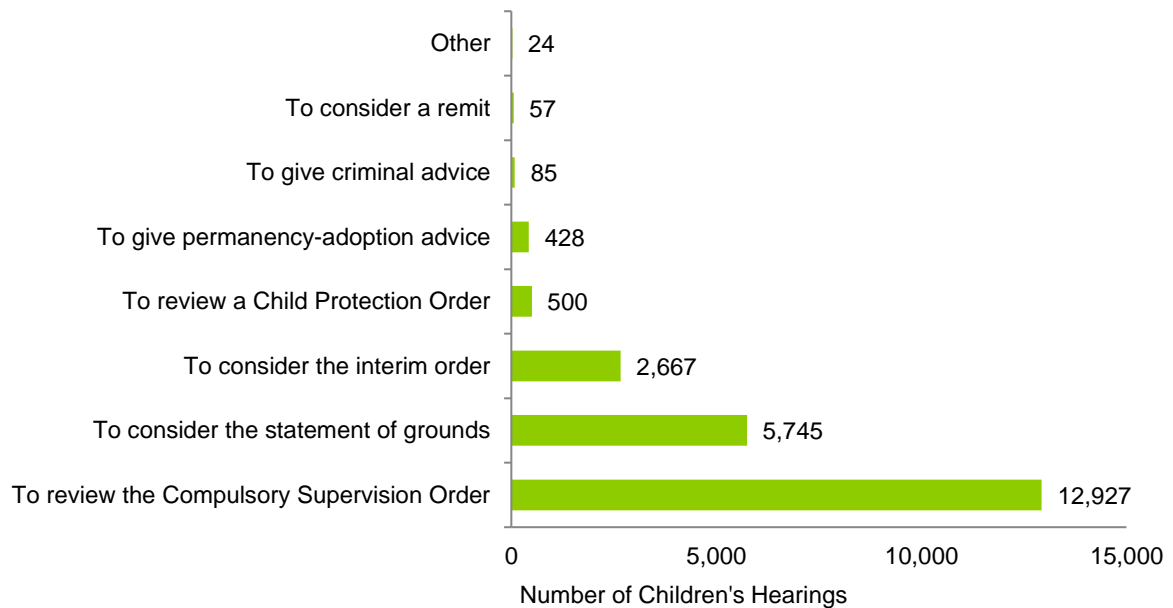 Other 24
To consider a remit 57
To give criminal advice 85
To give permanency-adoption advice 428
To review a Child Protection Order 500
To consider the interim order 2,667
To consider the statement of grounds 5,745
To review the Compulsory Supervision Order 12,927
0 5,000 10,000 15,000
Number of Children's Hearings